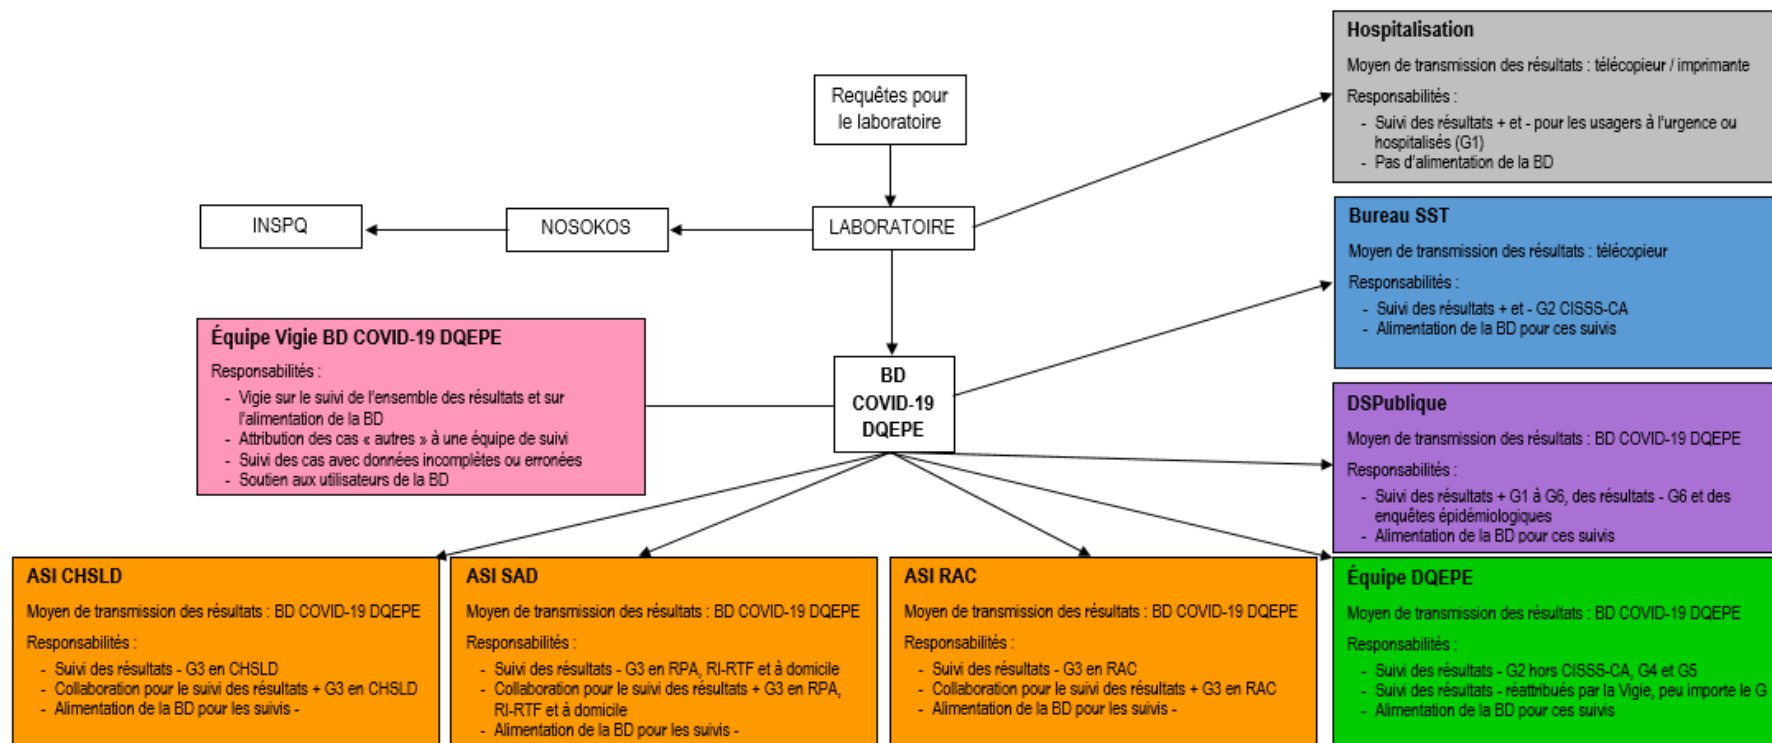 Requêtes pour
le laboratoire
INSPQ
NOSOKOS
LABORATOIRE
Hospitalisation
Moyen de transmission des résultats : télécopieur / imprimante
Responsabilités :
- Suivi des résultats + et - pour les usagers à l'urgence ou
hospitalisés (G1)
- Pas d'alimentation de la BD
Bureau SST
Moyen de transmission des résultats : télécopieur
Responsabilités :
- Suivi des résultats + et - G2 CISSS-CA
- Alimentation de la BD pour ces suivis
Équipe Vigie BD COVID-19 DQEPE
Responsabilités :
- Vigie sur le suivi de l'ensemble des résultats et sur
l'alimentation de la BD
- Attribution des cas « autres » à une équipe de suivi
- Suivi des cas avec données incomplètes ou erronées
- Soutien aux utilisateurs de la BD
BD
COVID-19
DQEPE
DSPublique
Moyen de transmission des résultats : BD COVID-19 DQEPE
Responsabilités :
- Suivi des résultats + G1 à G6, des résultats - G6 et des
enquêtes épidémiologiques
- Alimentation de la BD pour ces suivis
ASI CHSLD
Moyen de transmission des résultats : BD COVID-19 DQEPE
Responsabilités :
- Suivi des résultats - G3 en CHSLD
- Collaboration pour le suivi des résultats + G3 en CHSLD
- Alimentation de la BD pour les suivis -
ASI SAD
Moyen de transmission des résultats : BD COVID-19 DQEPE
Responsabilités :
- Suivi des résultats - G3 en RPA, RI-RTF et à domicile
- Collaboration pour le suivi des résultats + G3 en RPA,
RI-RTF et à domicile
- Alimentation de la BD pour les suivis -
ASI RAC
Moyen de transmission des résultats : BD COVID-19 DQEPE
Responsabilités :
- Suivi des résultats - G3 en RAC
- Collaboration pour le suivi des résultats + G3 en RAC
- Alimentation de la BD pour les suivis -
Équipe DQEPE
Moyen de transmission des résultats : BD COVID-19 DQEPE
Responsabilités :
- Suivi des résultats - G2 hors CISSS-CA, G4 et G5
- Suivi des résultats - réattribués par la Vigie, peu importe le G
- Alimentation de la BD pour ces suivis